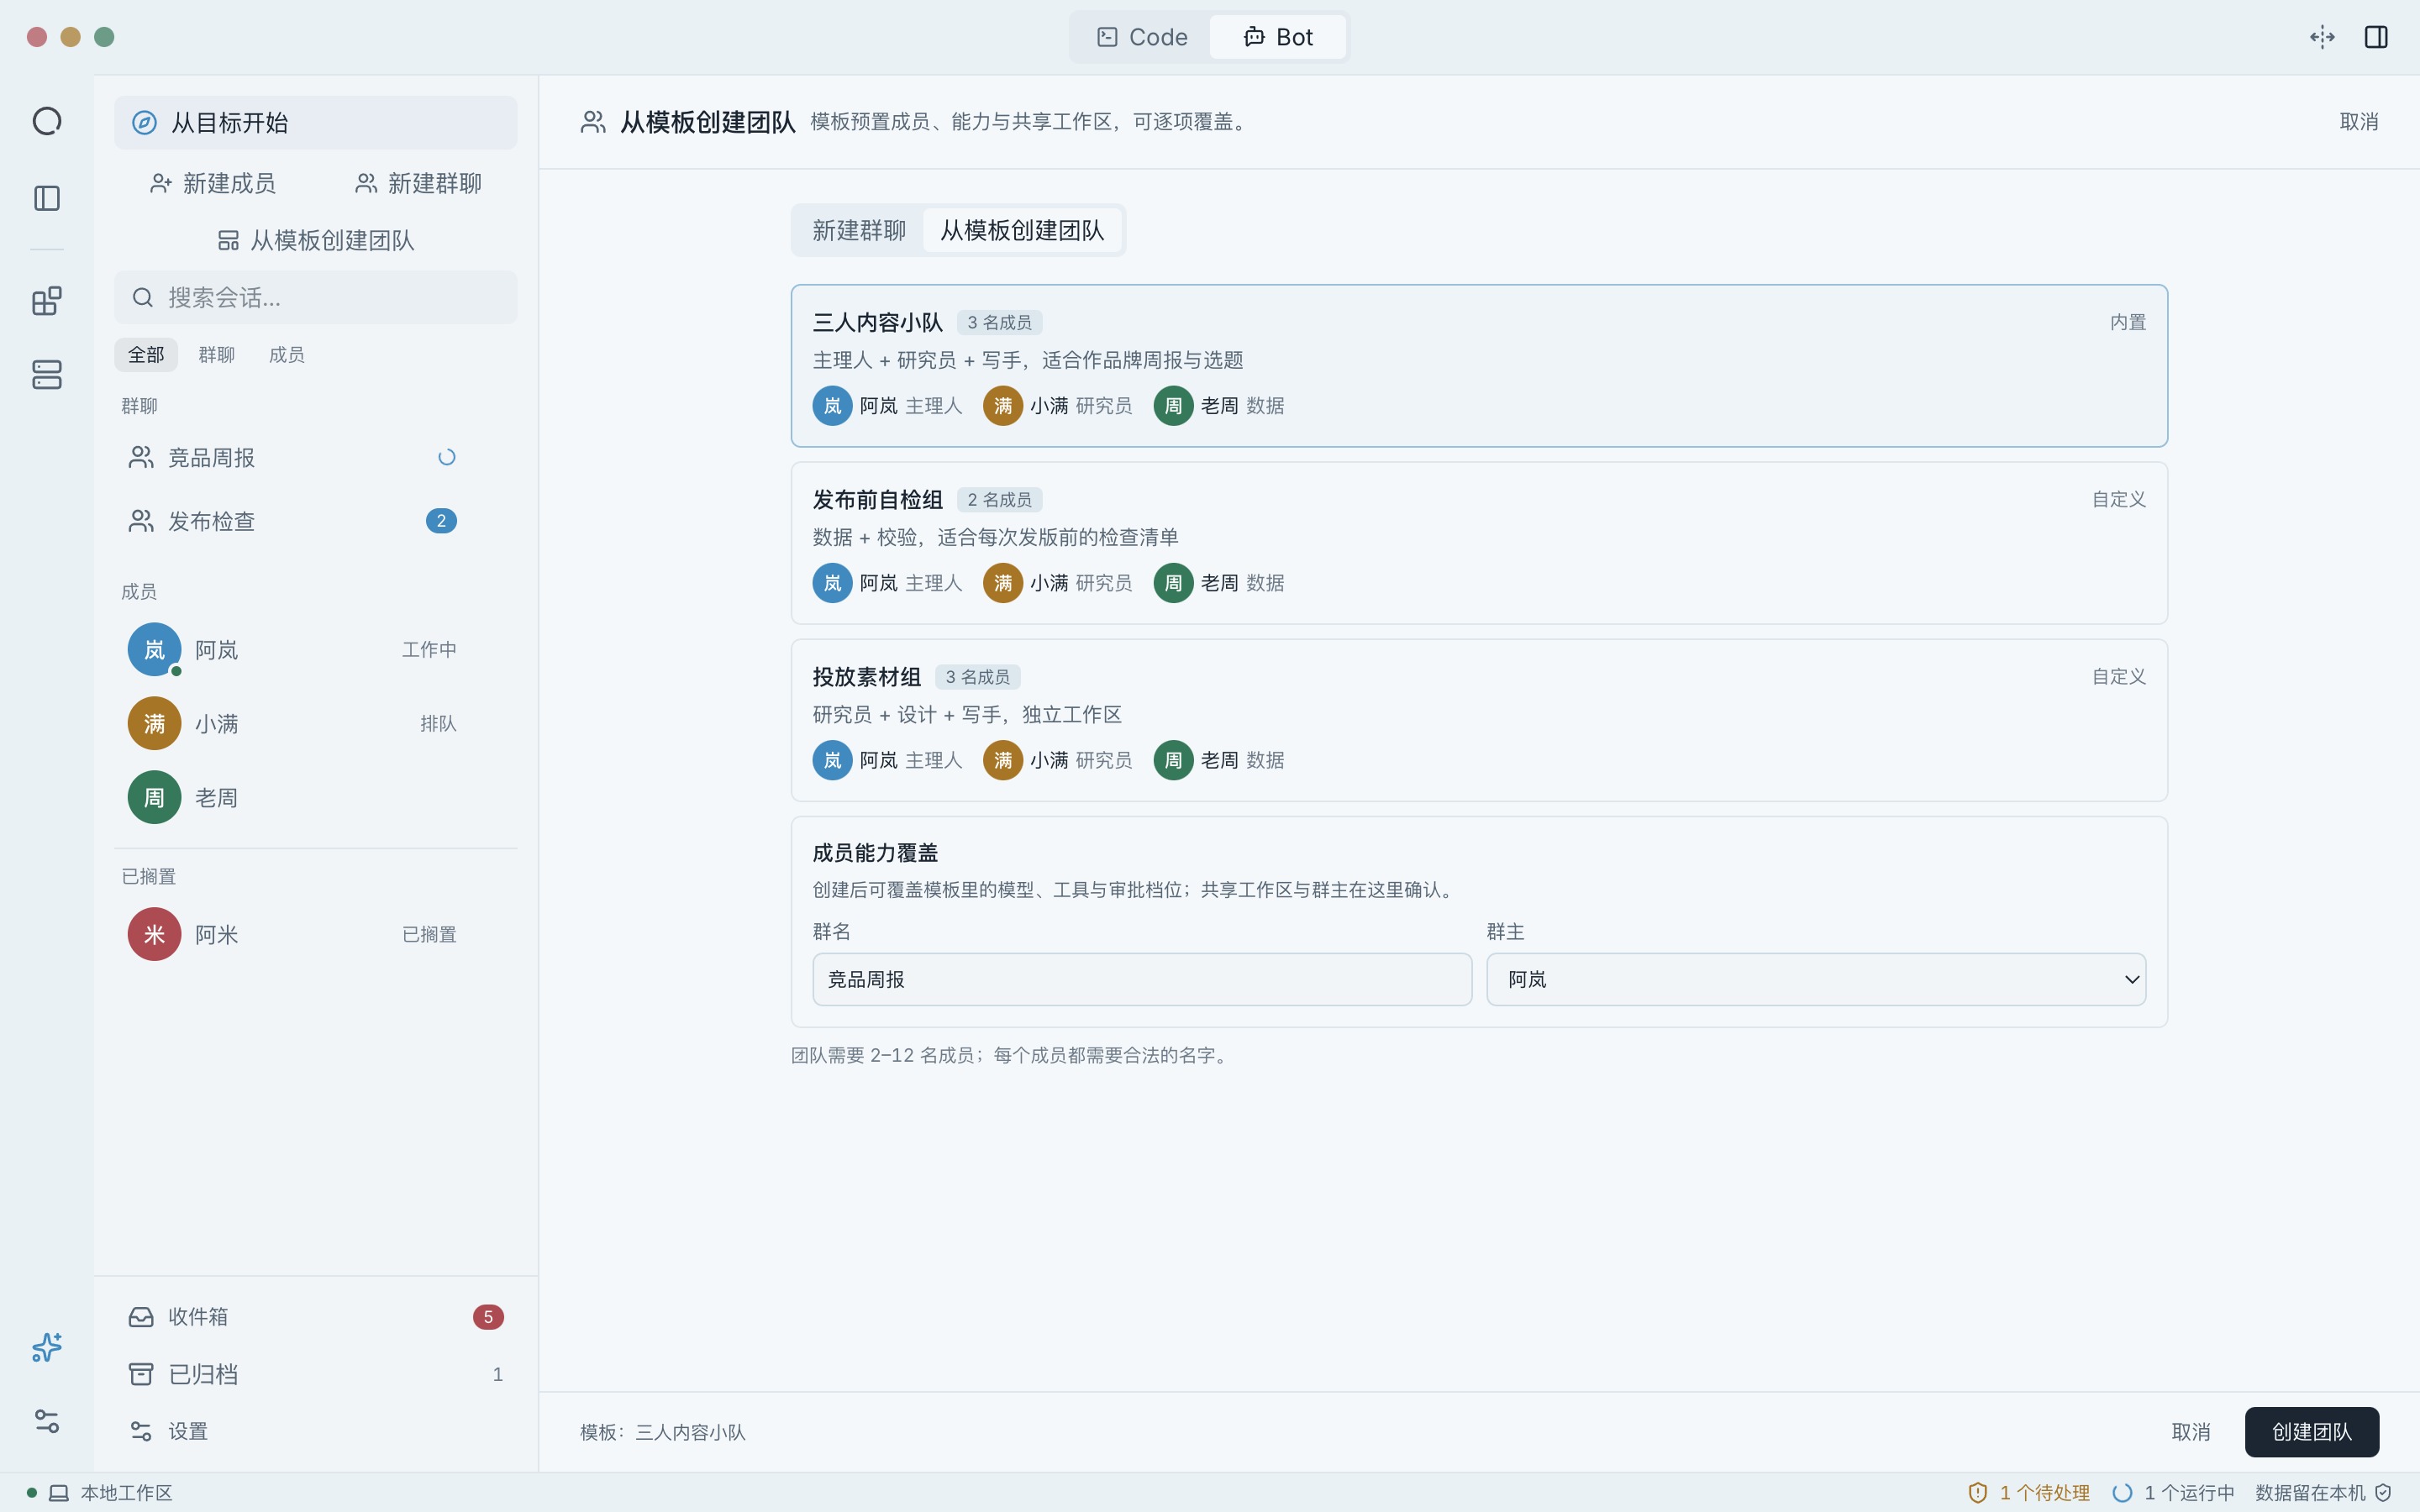 Code
Bot
从目标开始
新建成员
新建群聊
从模板创建团队
搜索会话...
全部
群聊
成员
群聊
竞品周报
发布检查
2
成员
岚
阿岚
工作中
满
小满
排队
周
老周
已搁置
米
阿米
已搁置
收件箱
5
已归档
1
设置
从模板创建团队 模板预置成员、能力与共享工作区，可逐项覆盖。
取消
新建群聊
从模板创建团队
三人内容小队 3 名成员
内置
主理人 + 研究员 + 写手，适合作品牌周报与选题
岚 阿岚 主理人 满 小满 研究员 周 老周 数据
发布前自检组 2 名成员
自定义
数据 + 校验，适合每次发版前的检查清单
岚 阿岚 主理人 满 小满 研究员 周 老周 数据
投放素材组 3 名成员
自定义
研究员 + 设计 + 写手，独立工作区
岚 阿岚 主理人 满 小满 研究员 周 老周 数据
成员能力覆盖
创建后可覆盖模板里的模型、工具与审批档位；共享工作区与群主在这里确认。
群名
群主
竞品周报
阿岚
团队需要 2–12 名成员；每个成员都需要合法的名字。
模板：三人内容小队
取消
创建团队
本地工作区
1 个待处理
1 个运行中
数据留在本机